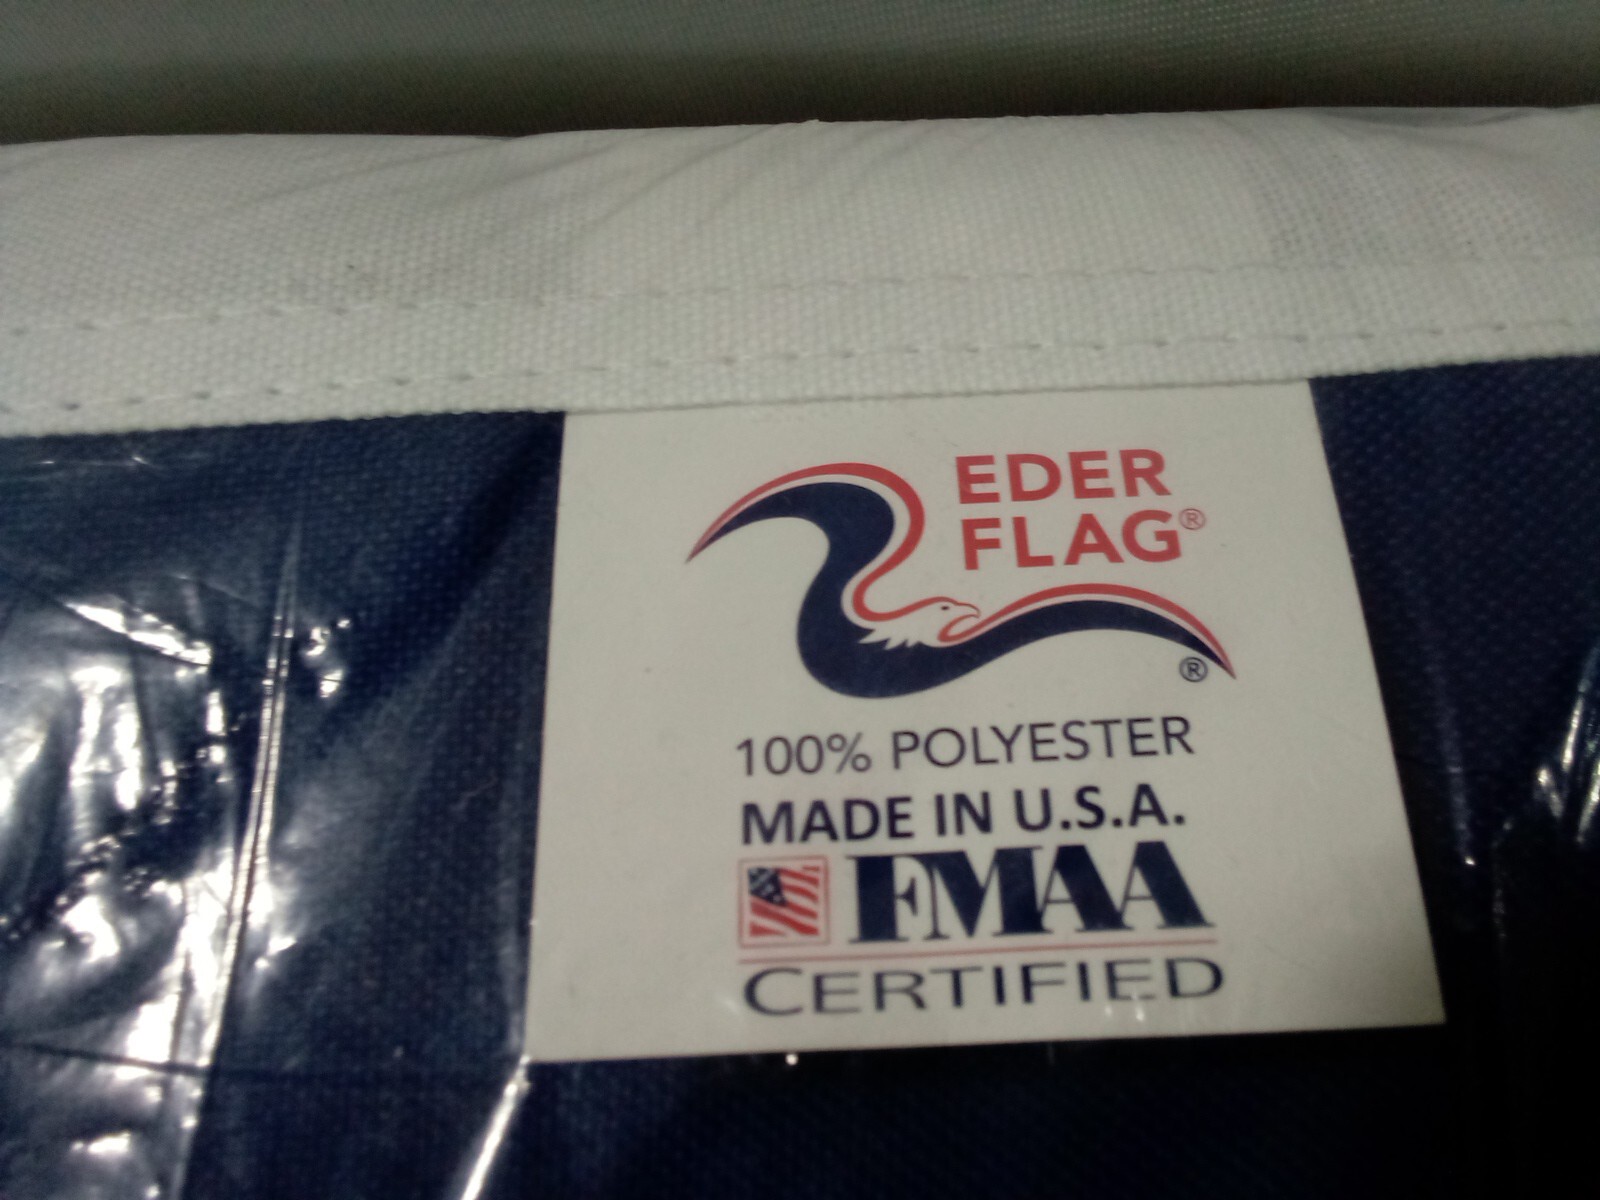 EDER
FLAG®
®
100% POLYESTER
MADE IN U.S.A.
FMAA
CERTIFIED